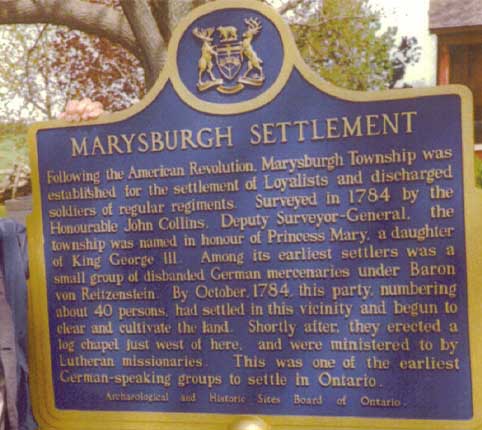 MARYSBURGH SETTLEMENT
Following the American Revolution, Marysburgh Township was
established for the settlement of Loyalists and discharged
soldiers of regular regiments. Surveyed in 1784 by the
Honourable John Collins, Deputy Surveyor-General, the
township was named in honour of Princess Mary, a daughter
of King George III. Among its earliest settlers was a
small group of disbanded German mercenaries under Baron
von Reitzenstein. By October, 1784, this party, numbering
about 40 persons, had settled in this vicinity and begun to
clear and cultivate the land. Shortly after, they erected a
log chapel just west of here, and were ministered to by
Lutheran missionaries. This was one of the earliest
German-speaking groups to settle in Ontario.
Archaeological and Historic Sites Board of Ontario.